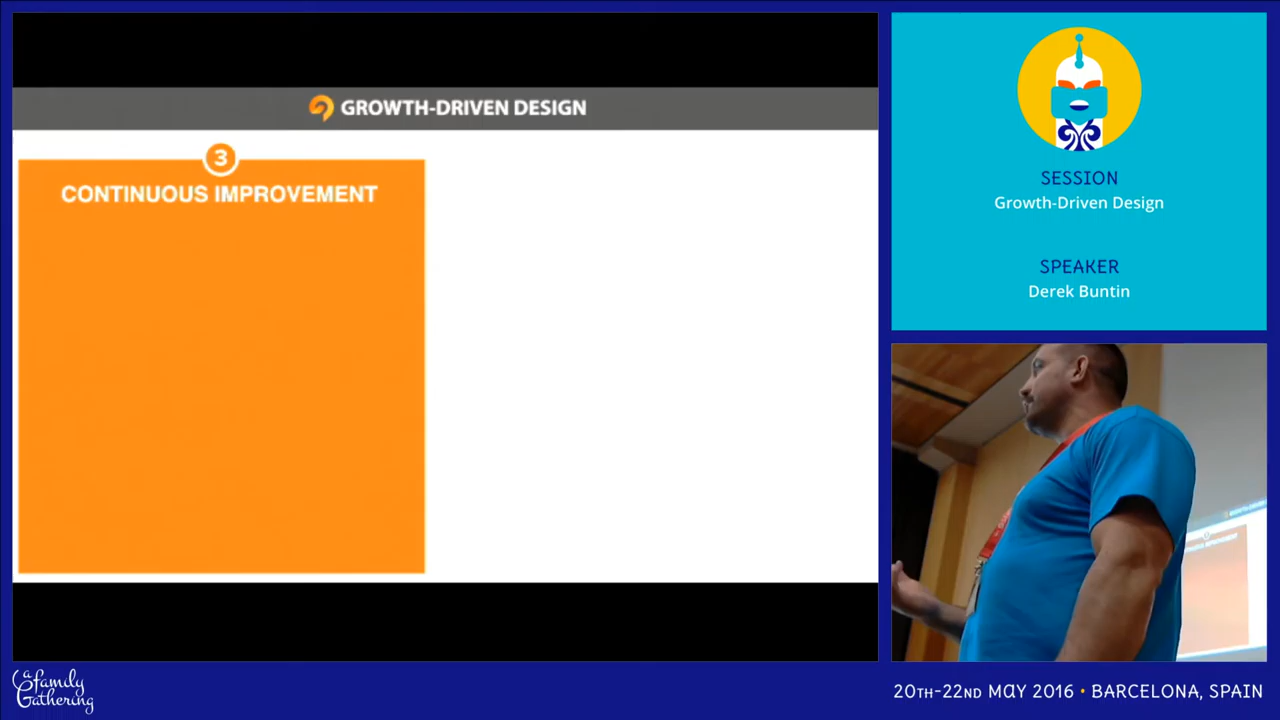 GROWTH-DRIVEN DESIGN
3
CONTINUOUS IMPROVEMENT
SESSION
Growth-Driven Design
SPEAKER
Derek Buntin
a family
Gathering
20TH-22ND MAY 2016 • BARCELONA, SPAIN